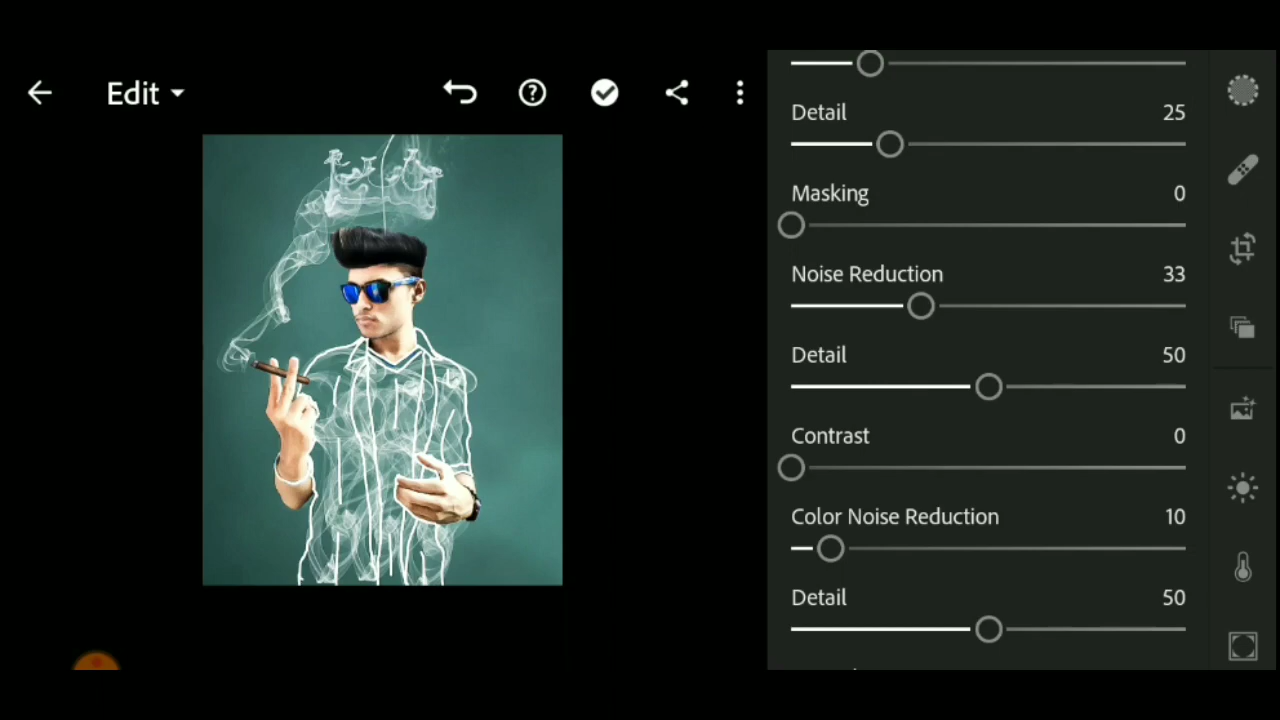 Edit
Detail 25
Masking 0
Noise Reduction 33
Detail 50
Contrast 0
Color Noise Reduction 10
Detail 50